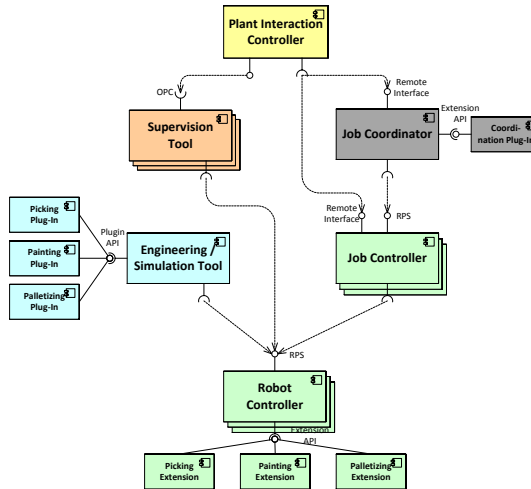 Plant Interaction
Controller
OPC
Remote
Interface
Supervision
Tool
Job Coordinator
Extension
API
Coordi-
nation Plug-In
Picking
Plug-In
Painting
Plug-In
Palletizing
Plug-In
Plugin
API
Engineering /
Simulation Tool
Remote
Interface
RPS
Job Controller
RPS
Robot
Controller
Extension
API
Picking
Extension
Painting
Extension
Palletizing
Extension